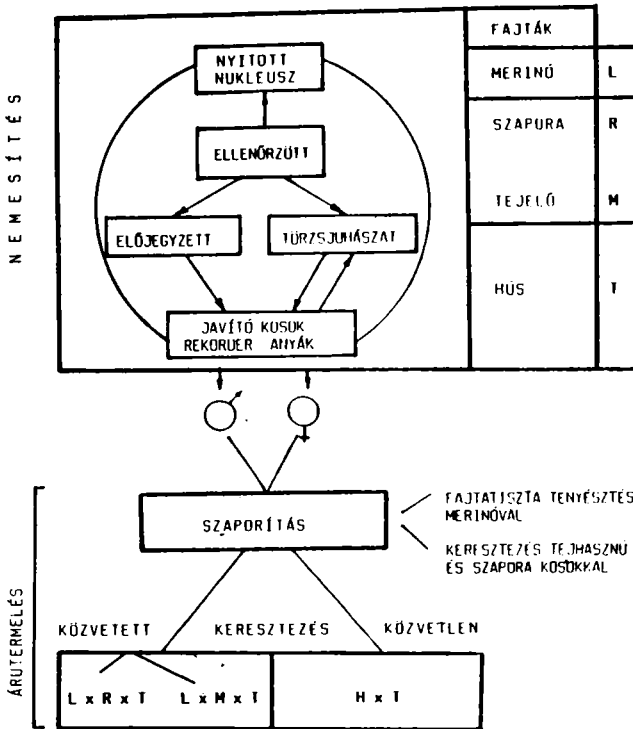 NEMESÍTÉS
NYITOTT
NUKLEUSZ
ELLENŐRZÖTT
ELŐJEGYZETT
TÖRZSJUHÁSZAT
JAVÍTÓ KOSOK
REKORDER ANYÁK
FAJTÁK
MERINÓ L
SZAPORA R
TEJELŐ M
HÚS T
ÁRUTERMELÉS
SZAPORÍTÁS
FAJTATISZTA TENYÉSZTÉS
MERINÓVAL
KERESZTEZÉS TEJHASZNÚ
ÉS SZAPORA KOSOKKAL
KÖZVETETT KERESZTEZÉS KÖZVETLEN
L x R x T L x M x T H x T